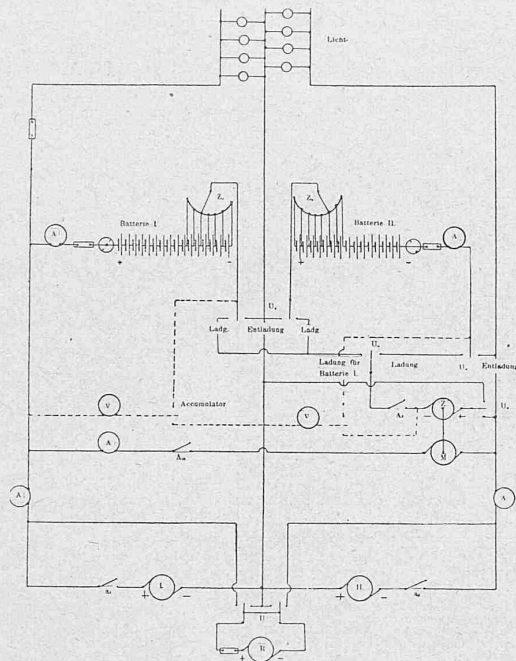 Licht-
Z.
Z.
Batterie I.
Batterie II.
A
A
+ -
+ -
U.
Ladg. Entladung Ladg
U.
Ladung für Ladung U. Entladung
Batterie I.
Accumulator
V
V
Z
U.
A
M
A
A
I.
II.
+ -
+ -
U
R
+ -